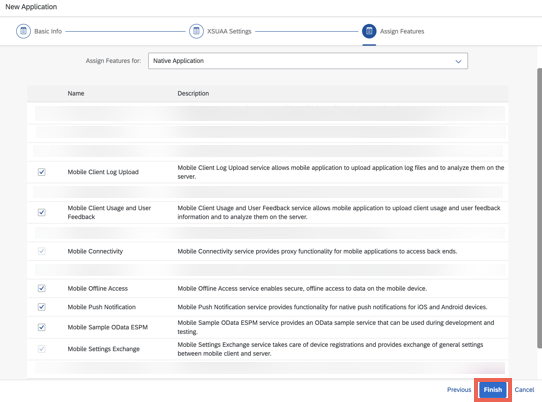 New Application
Basic Info
XSUAA Settings
Assign Features
Assign Features for:
Native Application
Name
Description
Mobile Client Log Upload
Mobile Client Log Upload service allows mobile application to upload application log files and to analyze them on the
server.
Mobile Client Usage and User
Feedback
Mobile Client Usage and User Feedback service allows mobile application to upload client usage and user feedback
information and to analyze them on the server.
Mobile Connectivity
Mobile Connectivity service provides proxy functionality for mobile applications to access back ends.
Mobile Offline Access
Mobile Offline Access service enables secure, offline access to data on the mobile device.
Mobile Push Notification
Mobile Push Notification service provides functionality for native push notifications for iOS and Android devices.
Mobile Sample OData ESPM
Mobile Sample OData ESPM service provides an OData sample service that can be used during development and
testing.
Mobile Settings Exchange
Mobile Settings Exchange service takes care of device registrations and provides exchange of general settings
between mobile client and server.
Previous
Finish
Cancel